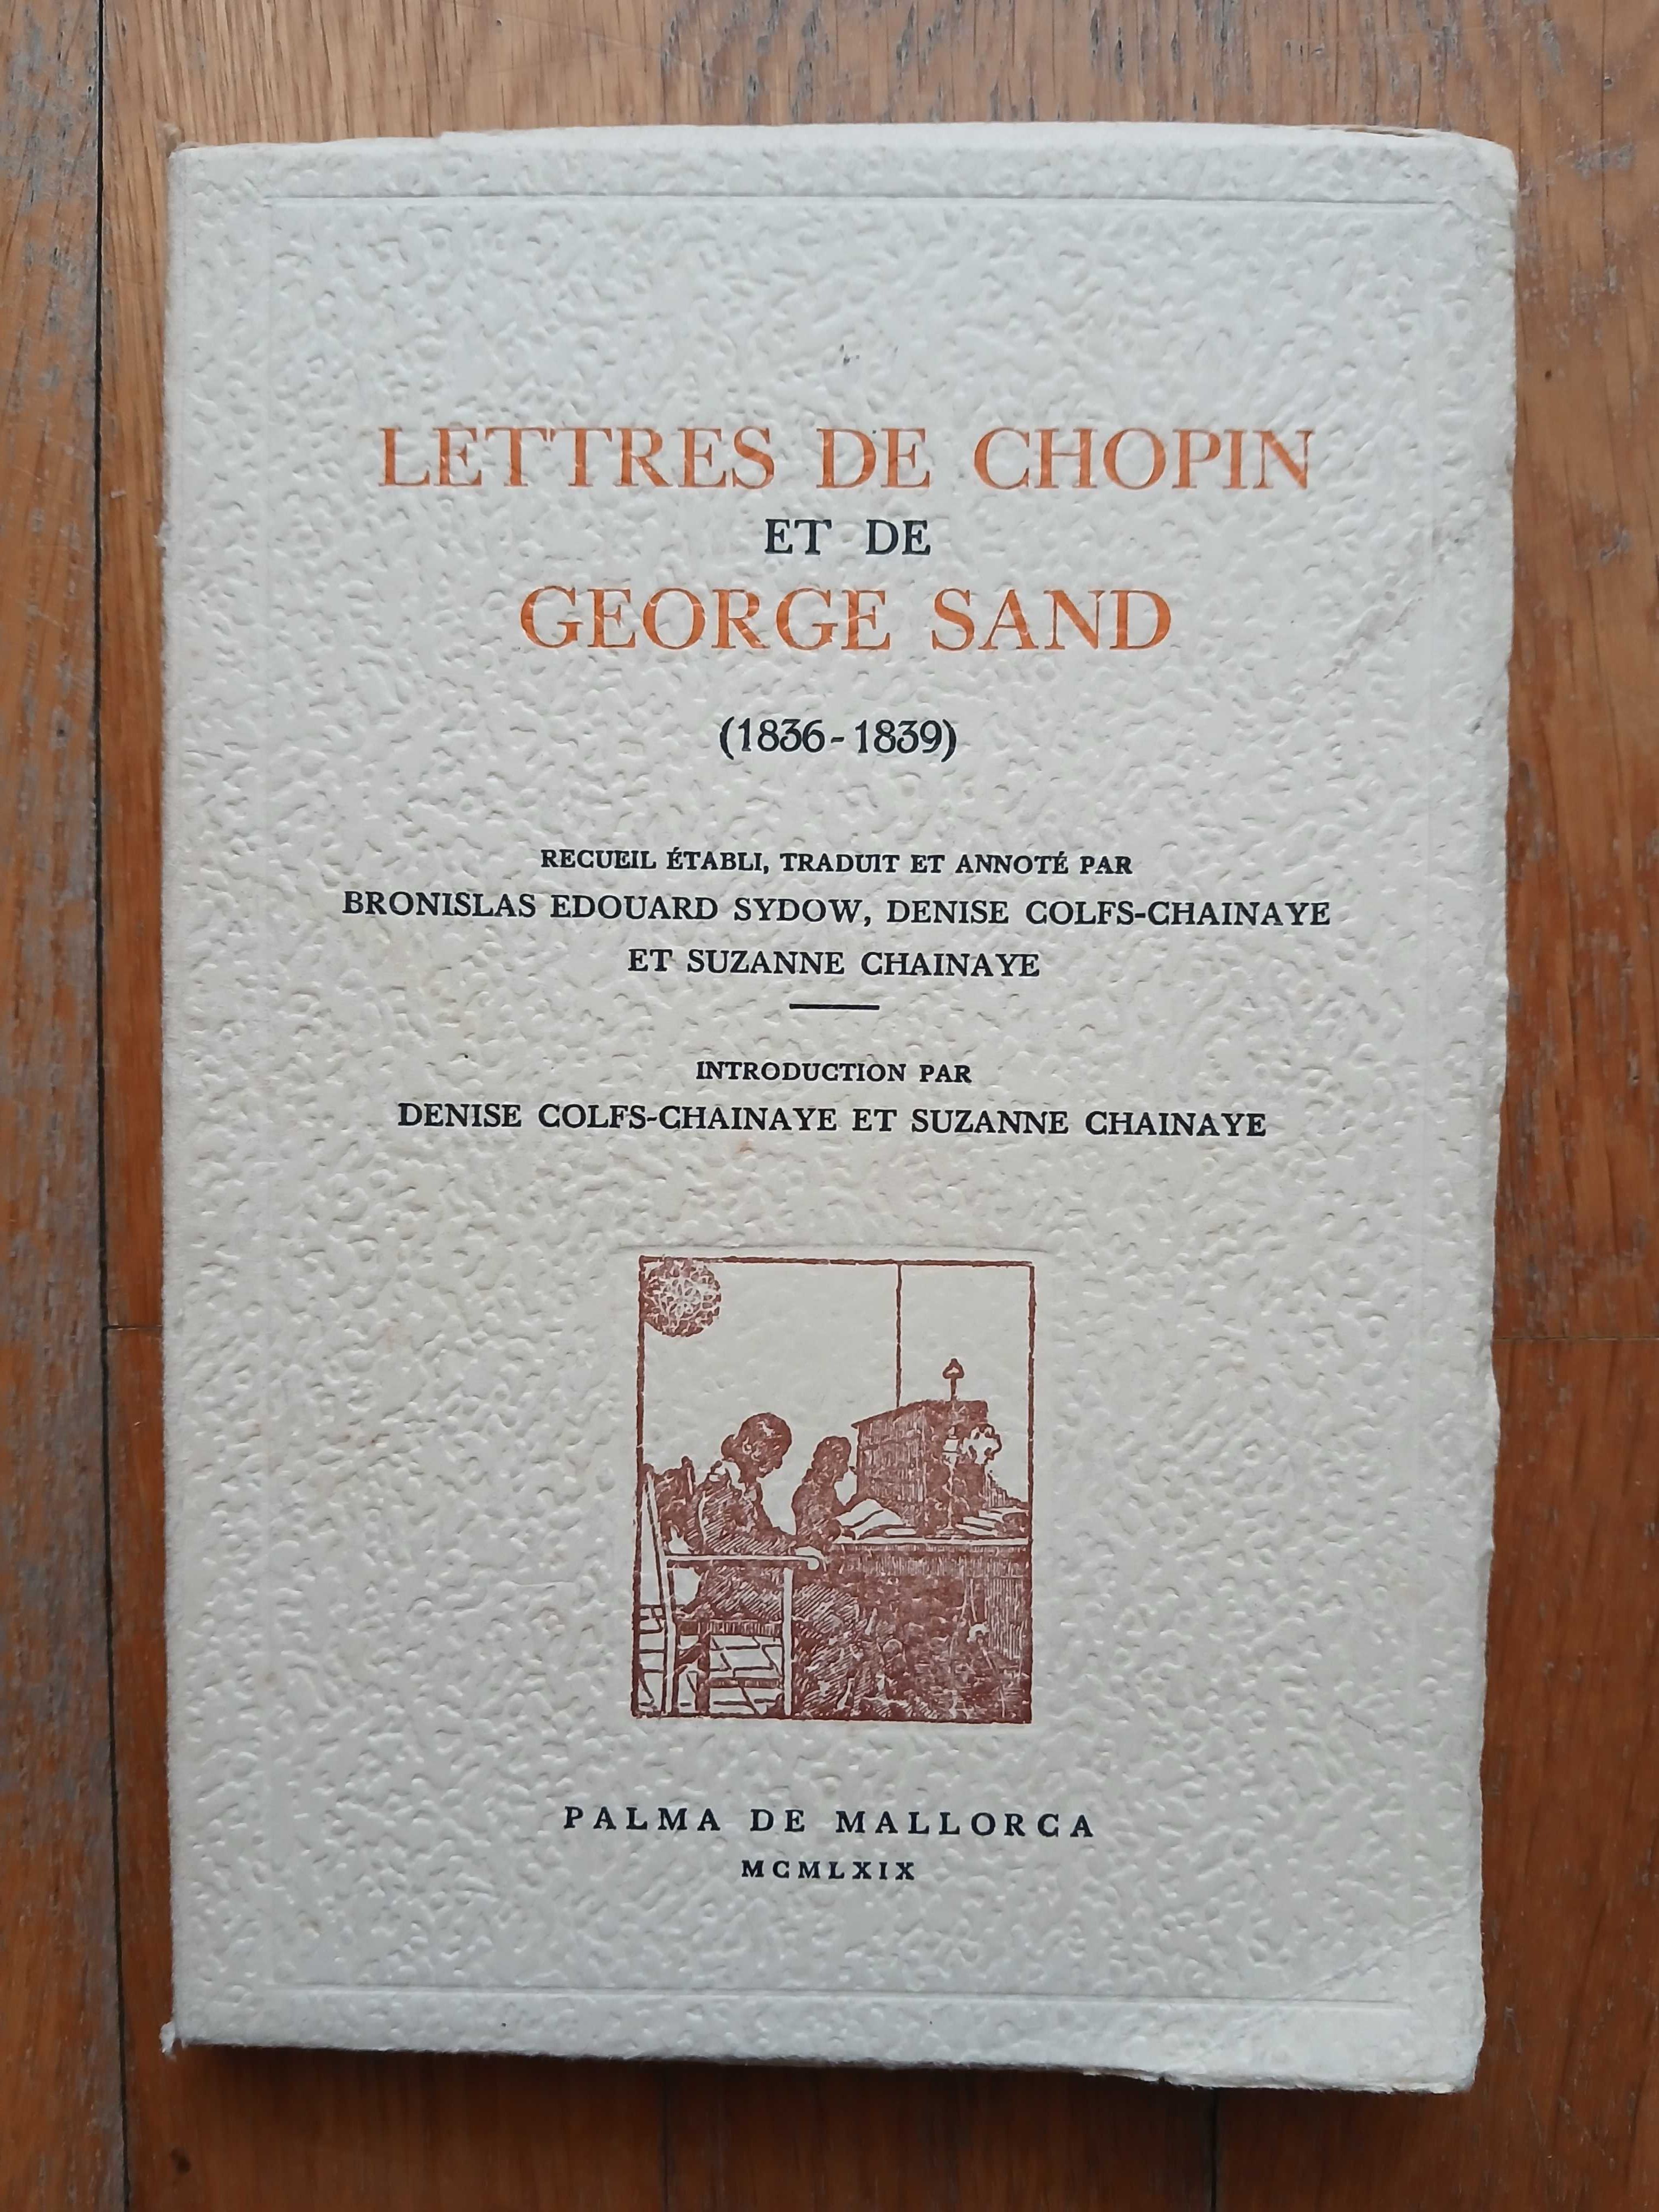 LETTRES DE CHOPIN
ET DE
GEORGE SAND
(1836-1839)
RECUEIL ÉTABLI, TRADUIT ET ANNOTÉ PAR
BRONISLAS EDOUARD SYDOW, DENISE COLFS-CHAINAYE
ET SUZANNE CHAINAYE
INTRODUCTION PAR
DENISE COLFS-CHAINAYE ET SUZANNE CHAINAYE
PALMA DE MALLORCA
MCMLXIX